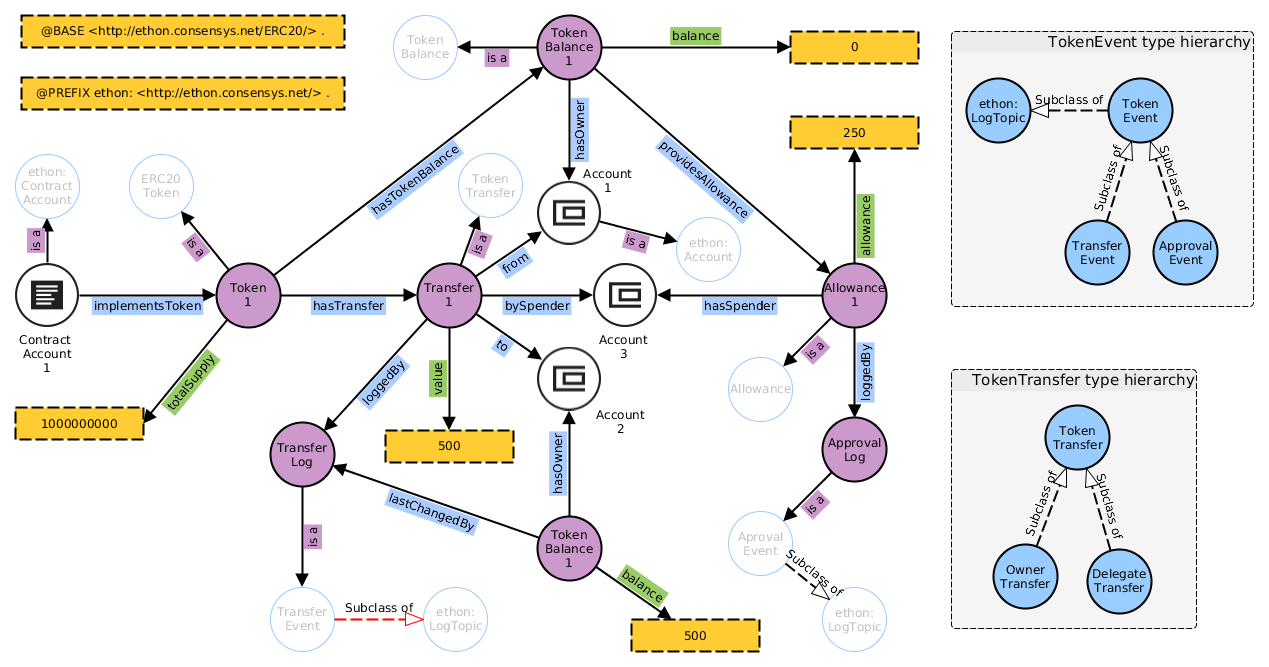 @BASE <http://ethon.consensys.net/ERC20/> .
@PREFIX ethon: <http://ethon.consensys.net/> .
Token
Balance
is a
Token
Balance
1
balance
0
hasOwner
providesAllowance
hasTokenBalance
250
allowance
ethon:
Contract
Account
is a
ERC20
Token
is a
Token
Transfer
is a
Account
1
is a
ethon:
Account
from
Contract
Account
1
implementsToken
Token
1
hasTransfer
Transfer
1
bySpender
Account
3
hasSpender
Allowance
1
totalSupply
1000000000
loggedBy
value
500
to
Account
2
is a
Allowance
loggedBy
Transfer
Log
hasOwner
Approval
Log
lastChangedBy
is a
is a
Token
Balance
1
balance
500
Aproval
Event
Subclass of
ethon:
LogTopic
Transfer
Event
Subclass of
ethon:
LogTopic
TokenEvent type hierarchy
ethon:
LogTopic
Subclass of
Token
Event
Subclass of
Subclass of
Transfer
Event
Approval
Event
TokenTransfer type hierarchy
Token
Transfer
Subclass of
Subclass of
Owner
Transfer
Delegate
Transfer